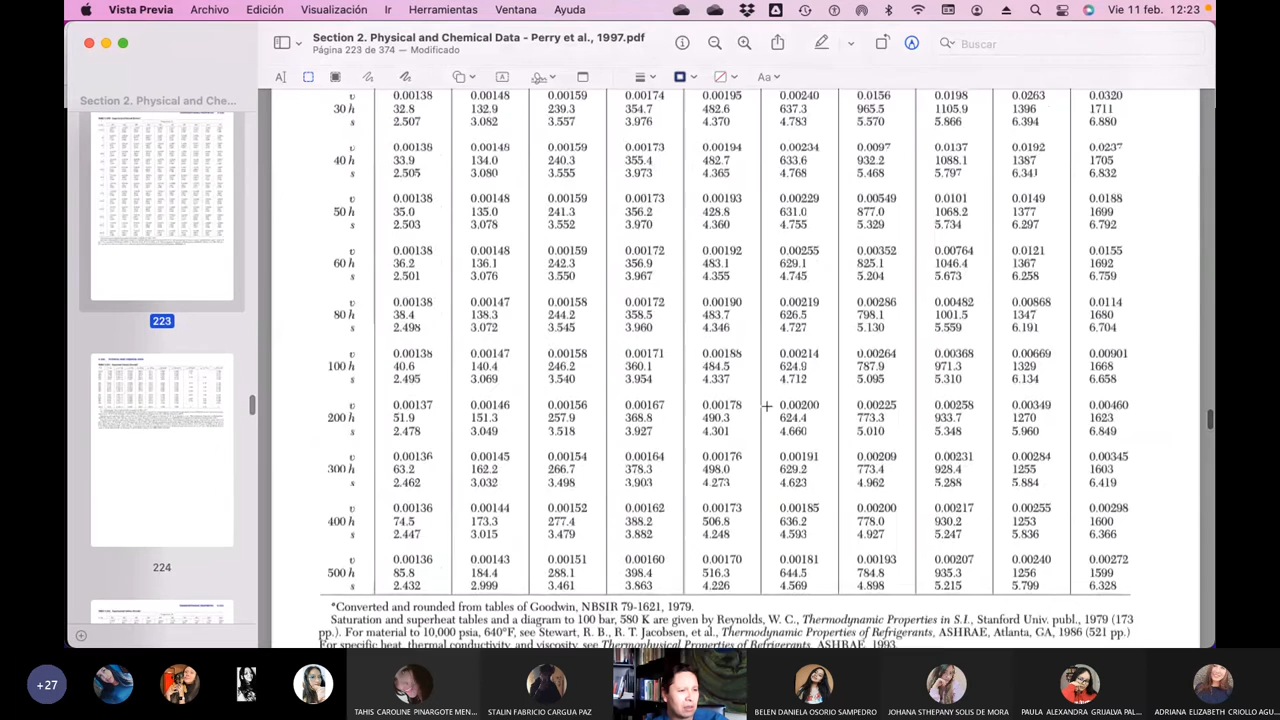 Vista Previa Archivo Edición Visualización Ir Herramientas Ventana Ayuda Vie 11 feb. 12:23
Section 2. Physical and Chemical Data - Perry et al., 1997.pdf
Página 223 de 374 — Modificado
Buscar
Section 2. Physical and Che...
Aa
223
224
v 0.00138 0.00148 0.00159 0.00174 0.00195 0.00240 0.0156 0.0198 0.0263 0.0320
30 h 32.8 132.9 239.3 354.7 482.6 637.3 965.5 1105.9 1396 1711
s 2.507 3.082 3.557 3.976 4.370 4.783 5.570 5.866 6.394 6.880
v 0.00138 0.00148 0.00159 0.00173 0.00194 0.00234 0.0097 0.0137 0.0192 0.0237
40 h 33.9 134.0 240.3 355.4 482.7 633.6 932.2 1088.1 1387 1705
s 2.505 3.080 3.555 3.973 4.365 4.768 5.468 5.797 6.341 6.832
v 0.00138 0.00148 0.00159 0.00173 0.00193 0.00229 0.00549 0.0101 0.0149 0.0188
50 h 35.0 135.0 241.3 356.2 428.8 631.0 877.0 1068.2 1377 1699
s 2.503 3.078 3.552 3.970 4.360 4.755 5.329 5.734 6.297 6.792
v 0.00138 0.00148 0.00159 0.00172 0.00192 0.00255 0.00352 0.00764 0.0121 0.0155
60 h 36.2 136.1 242.3 356.9 483.1 629.1 825.1 1046.4 1367 1692
s 2.501 3.076 3.550 3.967 4.355 4.745 5.204 5.673 6.258 6.759
v 0.00138 0.00147 0.00158 0.00172 0.00190 0.00219 0.00286 0.00482 0.00868 0.0114
80 h 38.4 138.3 244.2 358.5 483.7 626.5 798.1 1001.5 1347 1680
s 2.498 3.072 3.545 3.960 4.346 4.727 5.130 5.559 6.191 6.704
v 0.00138 0.00147 0.00158 0.00171 0.00188 0.00214 0.00264 0.00368 0.00669 0.00901
100 h 40.6 140.4 246.2 360.1 484.5 624.9 787.9 971.3 1329 1668
s 2.495 3.069 3.540 3.954 4.337 4.712 5.095 5.310 6.134 6.658
v 0.00137 0.00146 0.00156 0.00167 0.00178 0.00200 0.00225 0.00258 0.00349 0.00460
200 h 51.9 151.3 257.9 368.8 490.3 624.4 773.3 933.7 1270 1623
s 2.478 3.049 3.518 3.927 4.301 4.660 5.010 5.348 5.960 6.849
v 0.00136 0.00145 0.00154 0.00164 0.00176 0.00191 0.00209 0.00231 0.00284 0.00345
300 h 63.2 162.2 266.7 378.3 498.0 629.2 773.4 928.4 1255 1603
s 2.462 3.032 3.498 3.903 4.273 4.623 4.962 5.288 5.884 6.419
v 0.00136 0.00144 0.00152 0.00162 0.00173 0.00185 0.00200 0.00217 0.00255 0.00298
400 h 74.5 173.3 277.4 388.2 506.8 636.2 778.0 930.2 1253 1600
s 2.447 3.015 3.479 3.882 4.248 4.593 4.927 5.247 5.836 6.366
v 0.00136 0.00143 0.00151 0.00160 0.00170 0.00181 0.00193 0.00207 0.00240 0.00272
500 h 85.8 184.4 288.1 398.4 516.3 644.5 784.8 935.3 1256 1599
s 2.432 2.999 3.461 3.863 4.226 4.569 4.898 5.215 5.799 6.328
*Converted and rounded from tables of Goodwin, NBSIR 79-1621, 1979.
Saturation and superheat tables and a diagram to 100 bar, 580 K are given by Reynolds, W. C., Thermodynamic Properties in S.I., Stanford Univ. publ., 1979 (173
pp.). For material to 10,000 psia, 640°F, see Stewart, R. B., R. T. Jacobsen, et al., Thermodynamic Properties of Refrigerants, ASHRAE, Atlanta, GA, 1986 (521 pp.)
For specific heat, thermal conductivity, and viscosity, see Thermophysical Properties of Refrigerants, ASHRAE, 1993.
+27
TAHIS CAROLINE PINARGOTE MEN...
STALIN FABRICIO CARGUA PAZ
BELEN DANIELA OSORIO SAMPEDRO
JOHANA STHEPANY SOLIS DE MORA
PAULA ALEXANDRA GRIJALVA PAL...
ADRIANA ELIZABETH CRIOLLO AGU...